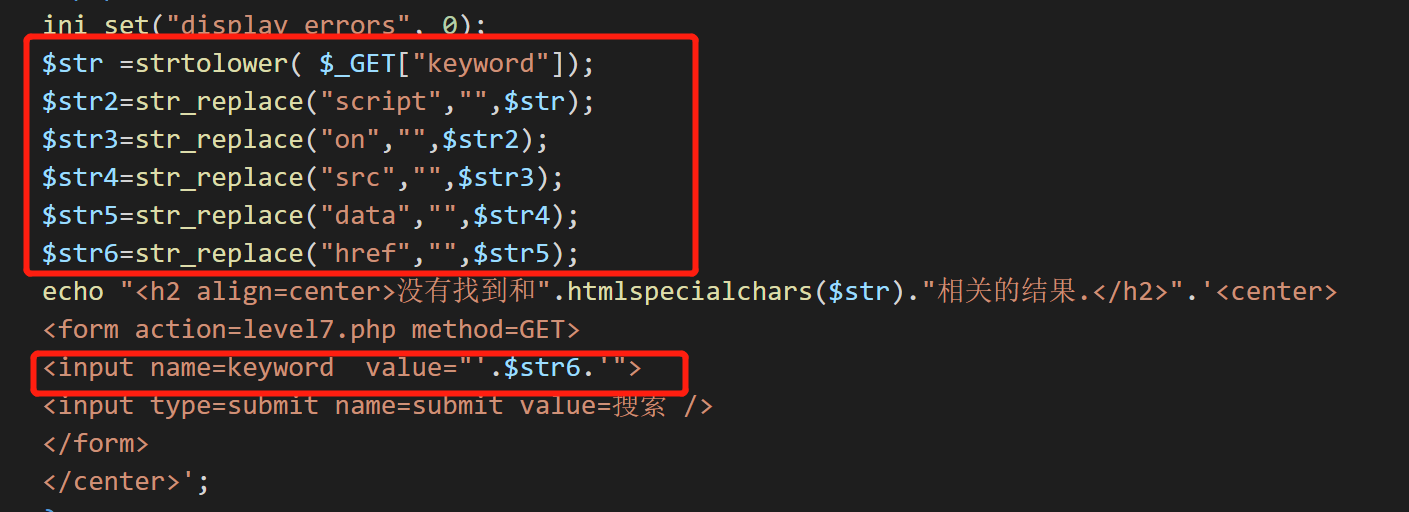 ini_set("display_errors", 0);
$str =strtolower( $_GET["keyword"]);
$str2=str_replace("script","",$str);
$str3=str_replace("on","",$str2);
$str4=str_replace("src","",$str3);
$str5=str_replace("data","",$str4);
$str6=str_replace("href","",$str5);
echo "<h2 align=center>没有找到和".htmlspecialchars($str)."相关的结果.</h2>".'<center>
<form action=level7.php method=GET>
<input name=keyword  value="'.$str6.'">
<input type=submit name=submit value=搜索 />
</form>
</center>';